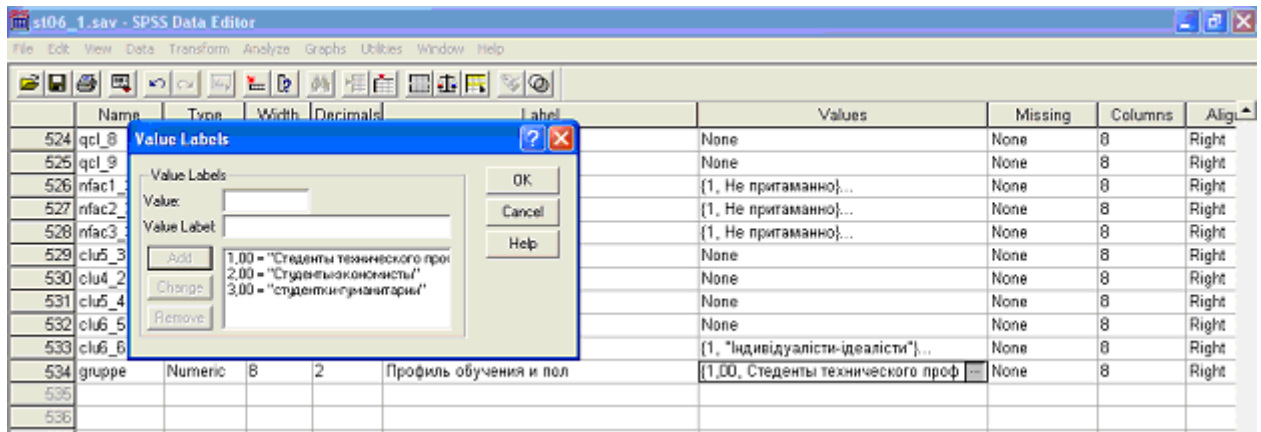 st06_1.sav - SPSS Data Editor
File Edit View Data Transform Analyze Graphs Utilities Window Help
Name Type Width Decimals Label Values Missing Columns Alig
524 qcl_8 None None 8 Right
525 qcl_9 None None 8 Right
526 nfac1_ {1, Не притаманно}... None 8 Right
527 nfac2_ {1, Не притаманно}... None 8 Right
528 nfac3_ {1, Не притаманно}... None 8 Right
529 clu5_3 None None 8 Right
530 clu4_2 None None 8 Right
531 clu5_4 None None 8 Right
532 clu6_5 None None 8 Right
533 clu6_6 {1, "Індивідуалісти-ідеалісти"}... None 8 Right
534 gruppe Numeric 8 2 Профиль обучения и пол {1,00, Стеденты технического проф ... None 8 Right
535
536
Value Labels
Value Labels
Value:
Value Label:
Add
Change
Remove
1,00 = "Стеденты технического про
2,00 = "Студенты-экономисты"
3,00 = "студентки-гуманитарии"
OK
Cancel
Help